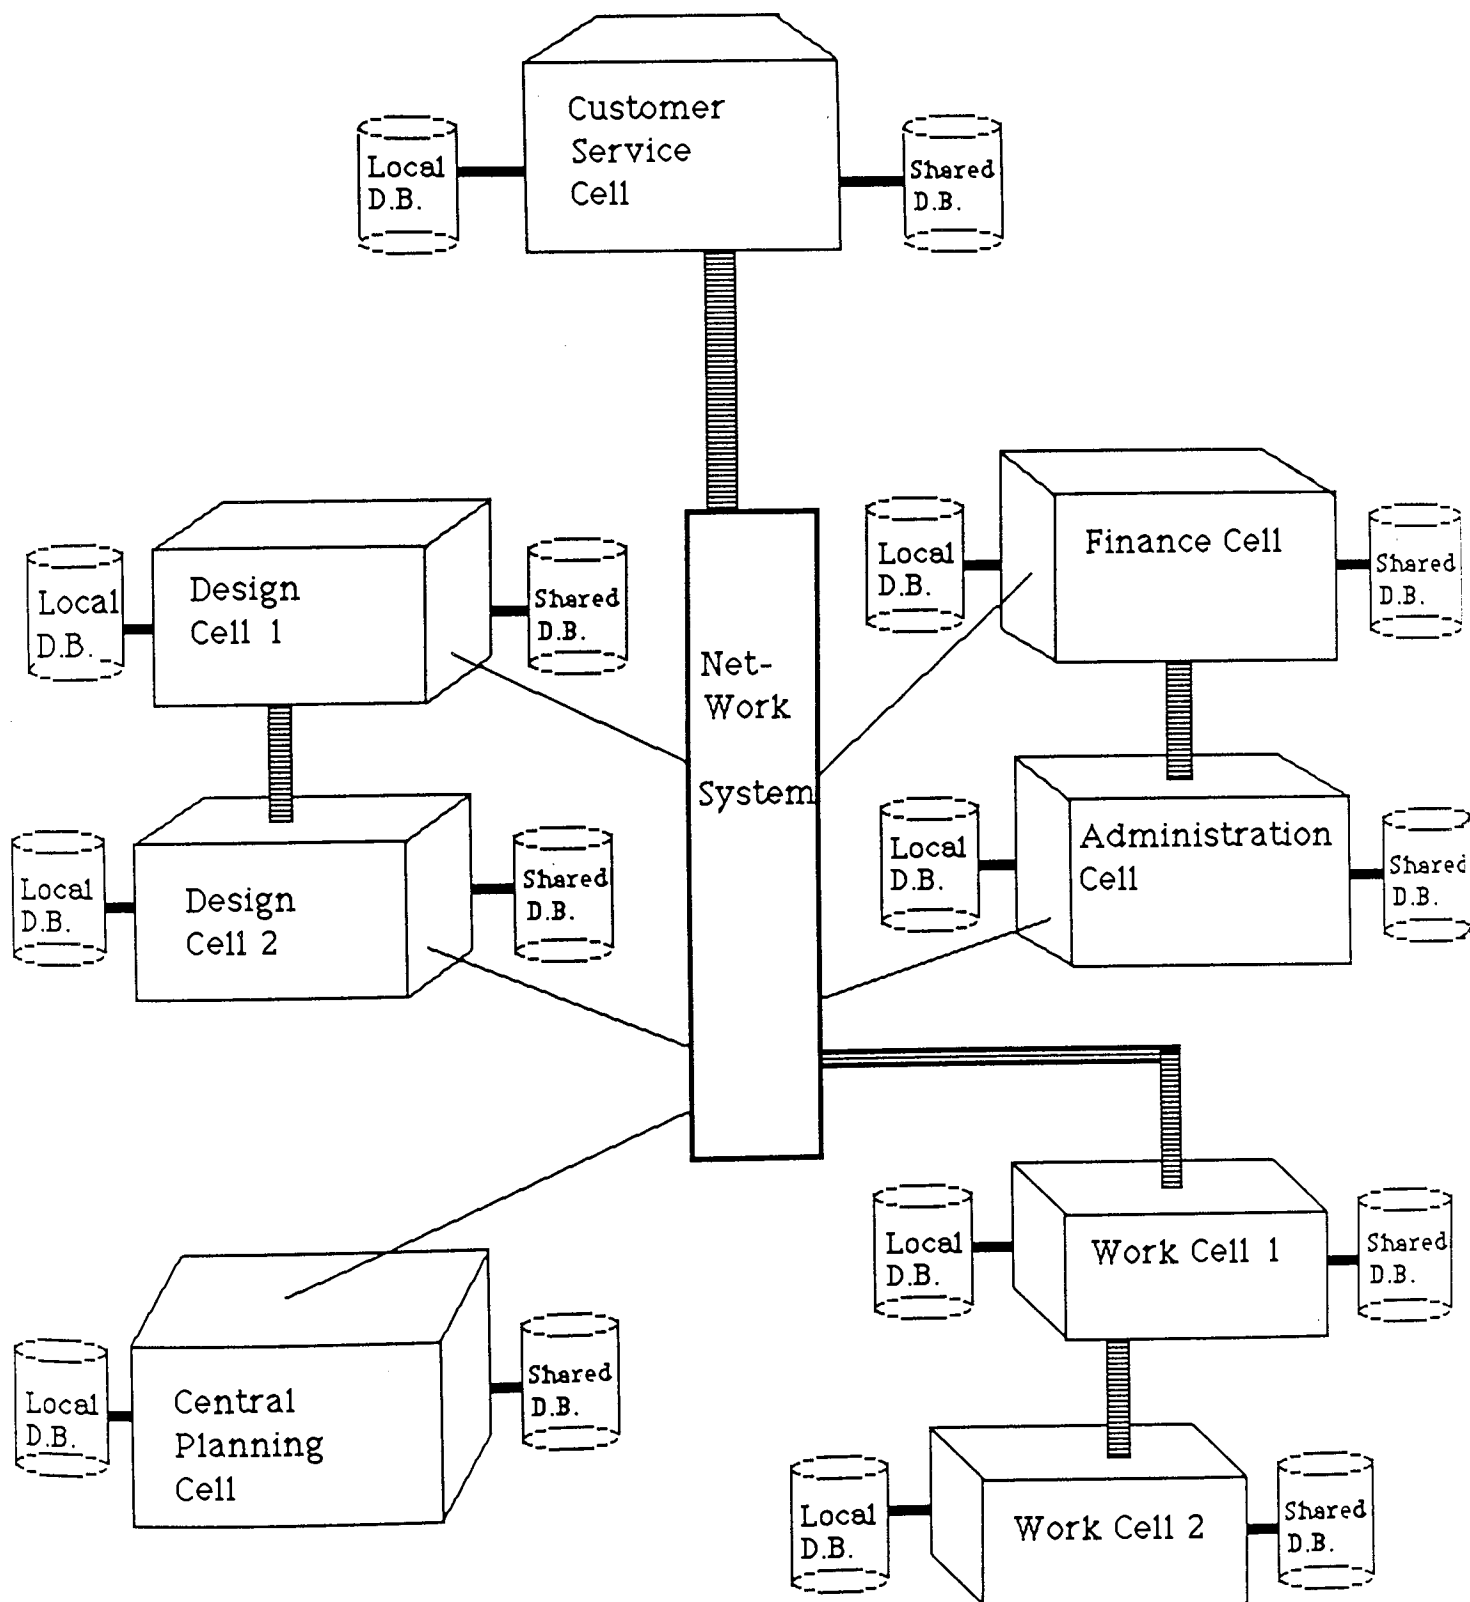 Customer
Service
Cell
Local
D.B.
Shared
D.B.
Design
Cell 1
Local
D.B.
Shared
D.B.
Net-
Work
System
Finance Cell
Local
D.B.
Shared
D.B.
Design
Cell 2
Local
D.B.
Shared
D.B.
Administration
Cell
Local
D.B.
Shared
D.B.
Work Cell 1
Local
D.B.
Shared
D.B.
Central
Planning
Cell
Local
D.B.
Shared
D.B.
Work Cell 2
Local
D.B.
Shared
D.B.